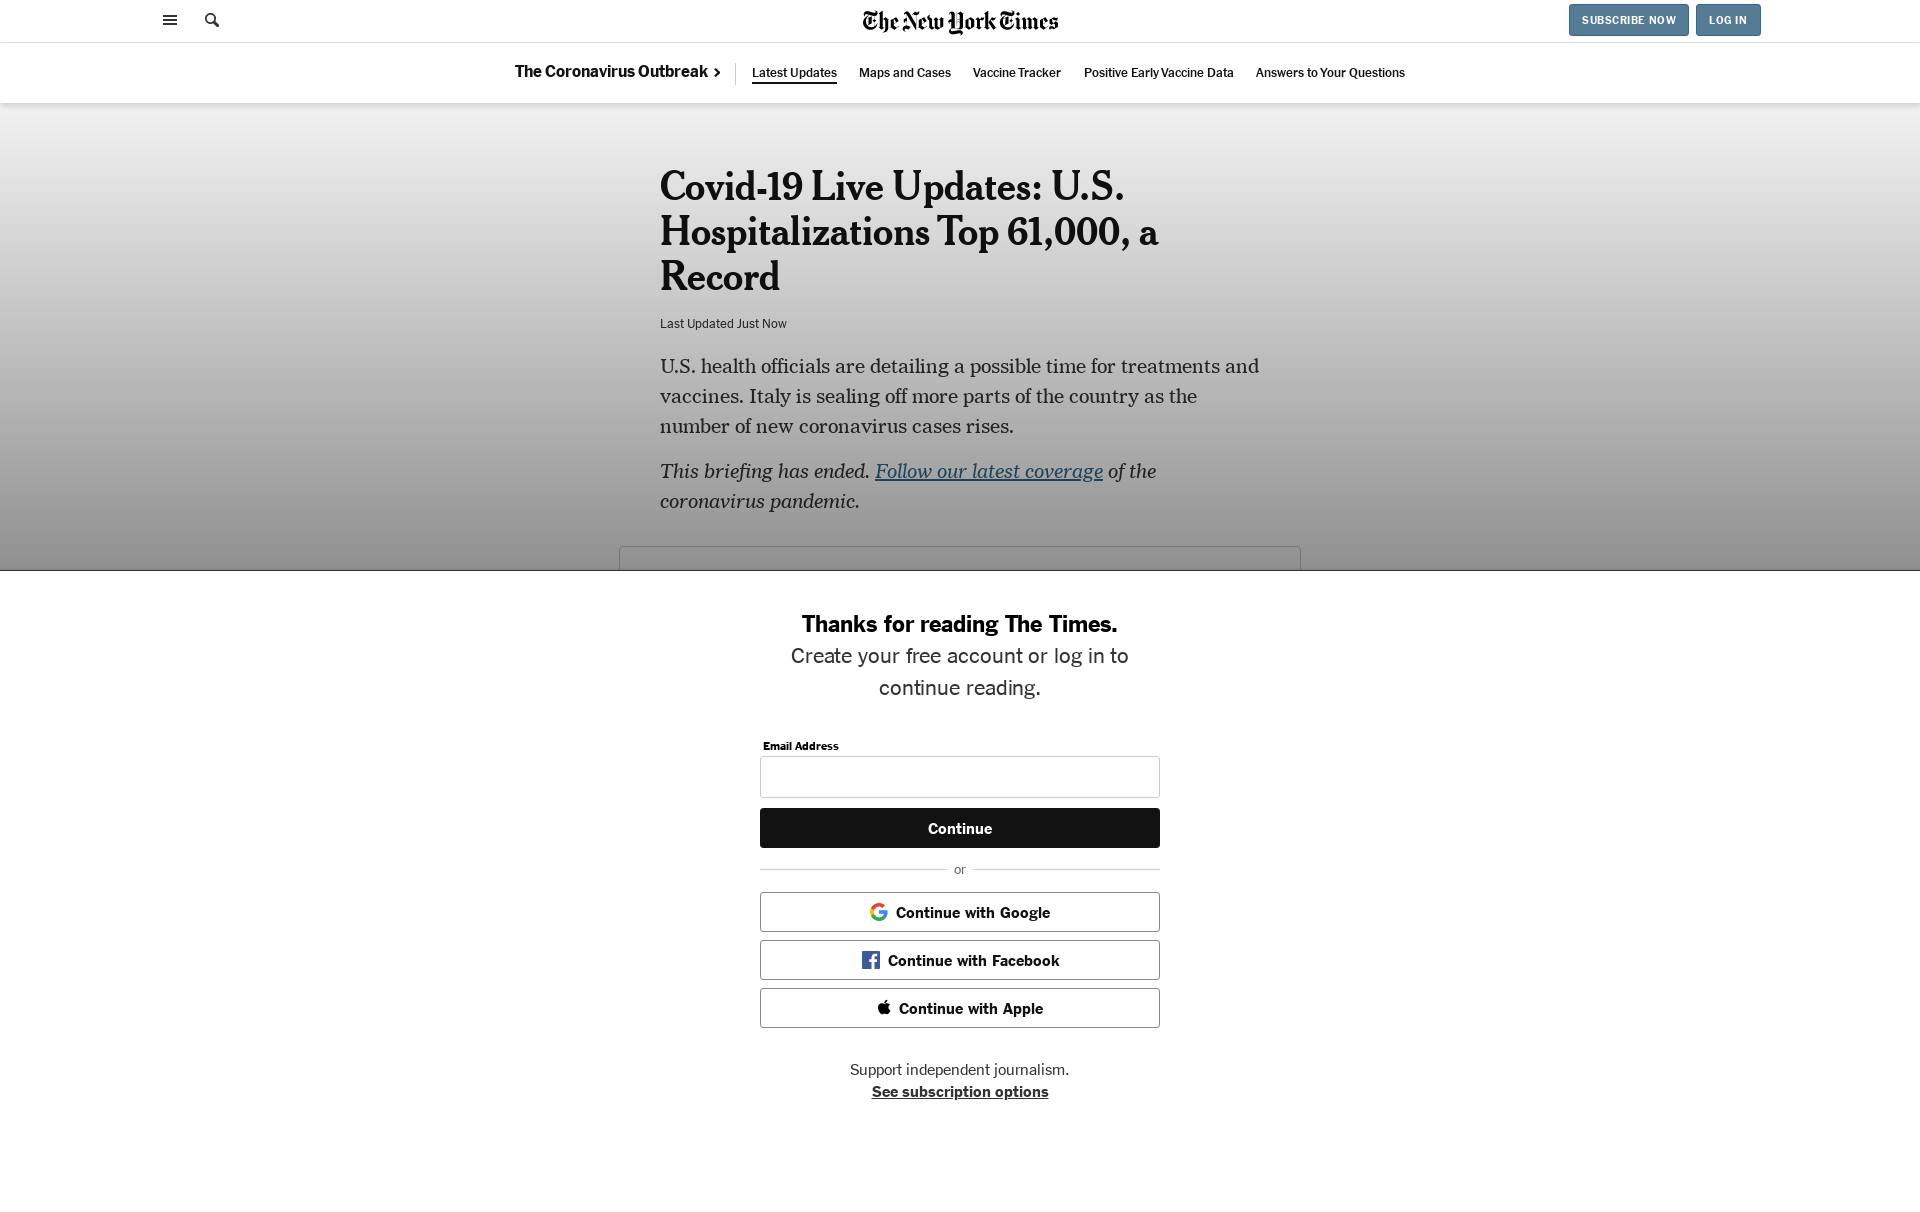 The New York Times
SUBSCRIBE NOW
LOG IN
The Coronavirus Outbreak
Latest Updates
Maps and Cases
Vaccine Tracker
Positive Early Vaccine Data
Answers to Your Questions
Covid-19 Live Updates: U.S.
Hospitalizations Top 61,000, a
Record
Last Updated Just Now
U.S. health officials are detailing a possible time for treatments and
vaccines. Italy is sealing off more parts of the country as the
number of new coronavirus cases rises.
This briefing has ended. Follow our latest coverage of the
coronavirus pandemic.
Thanks for reading The Times.
Create your free account or log in to
continue reading.
Email Address
Continue
or
Continue with Google
Continue with Facebook
Continue with Apple
Support independent journalism.
See subscription options